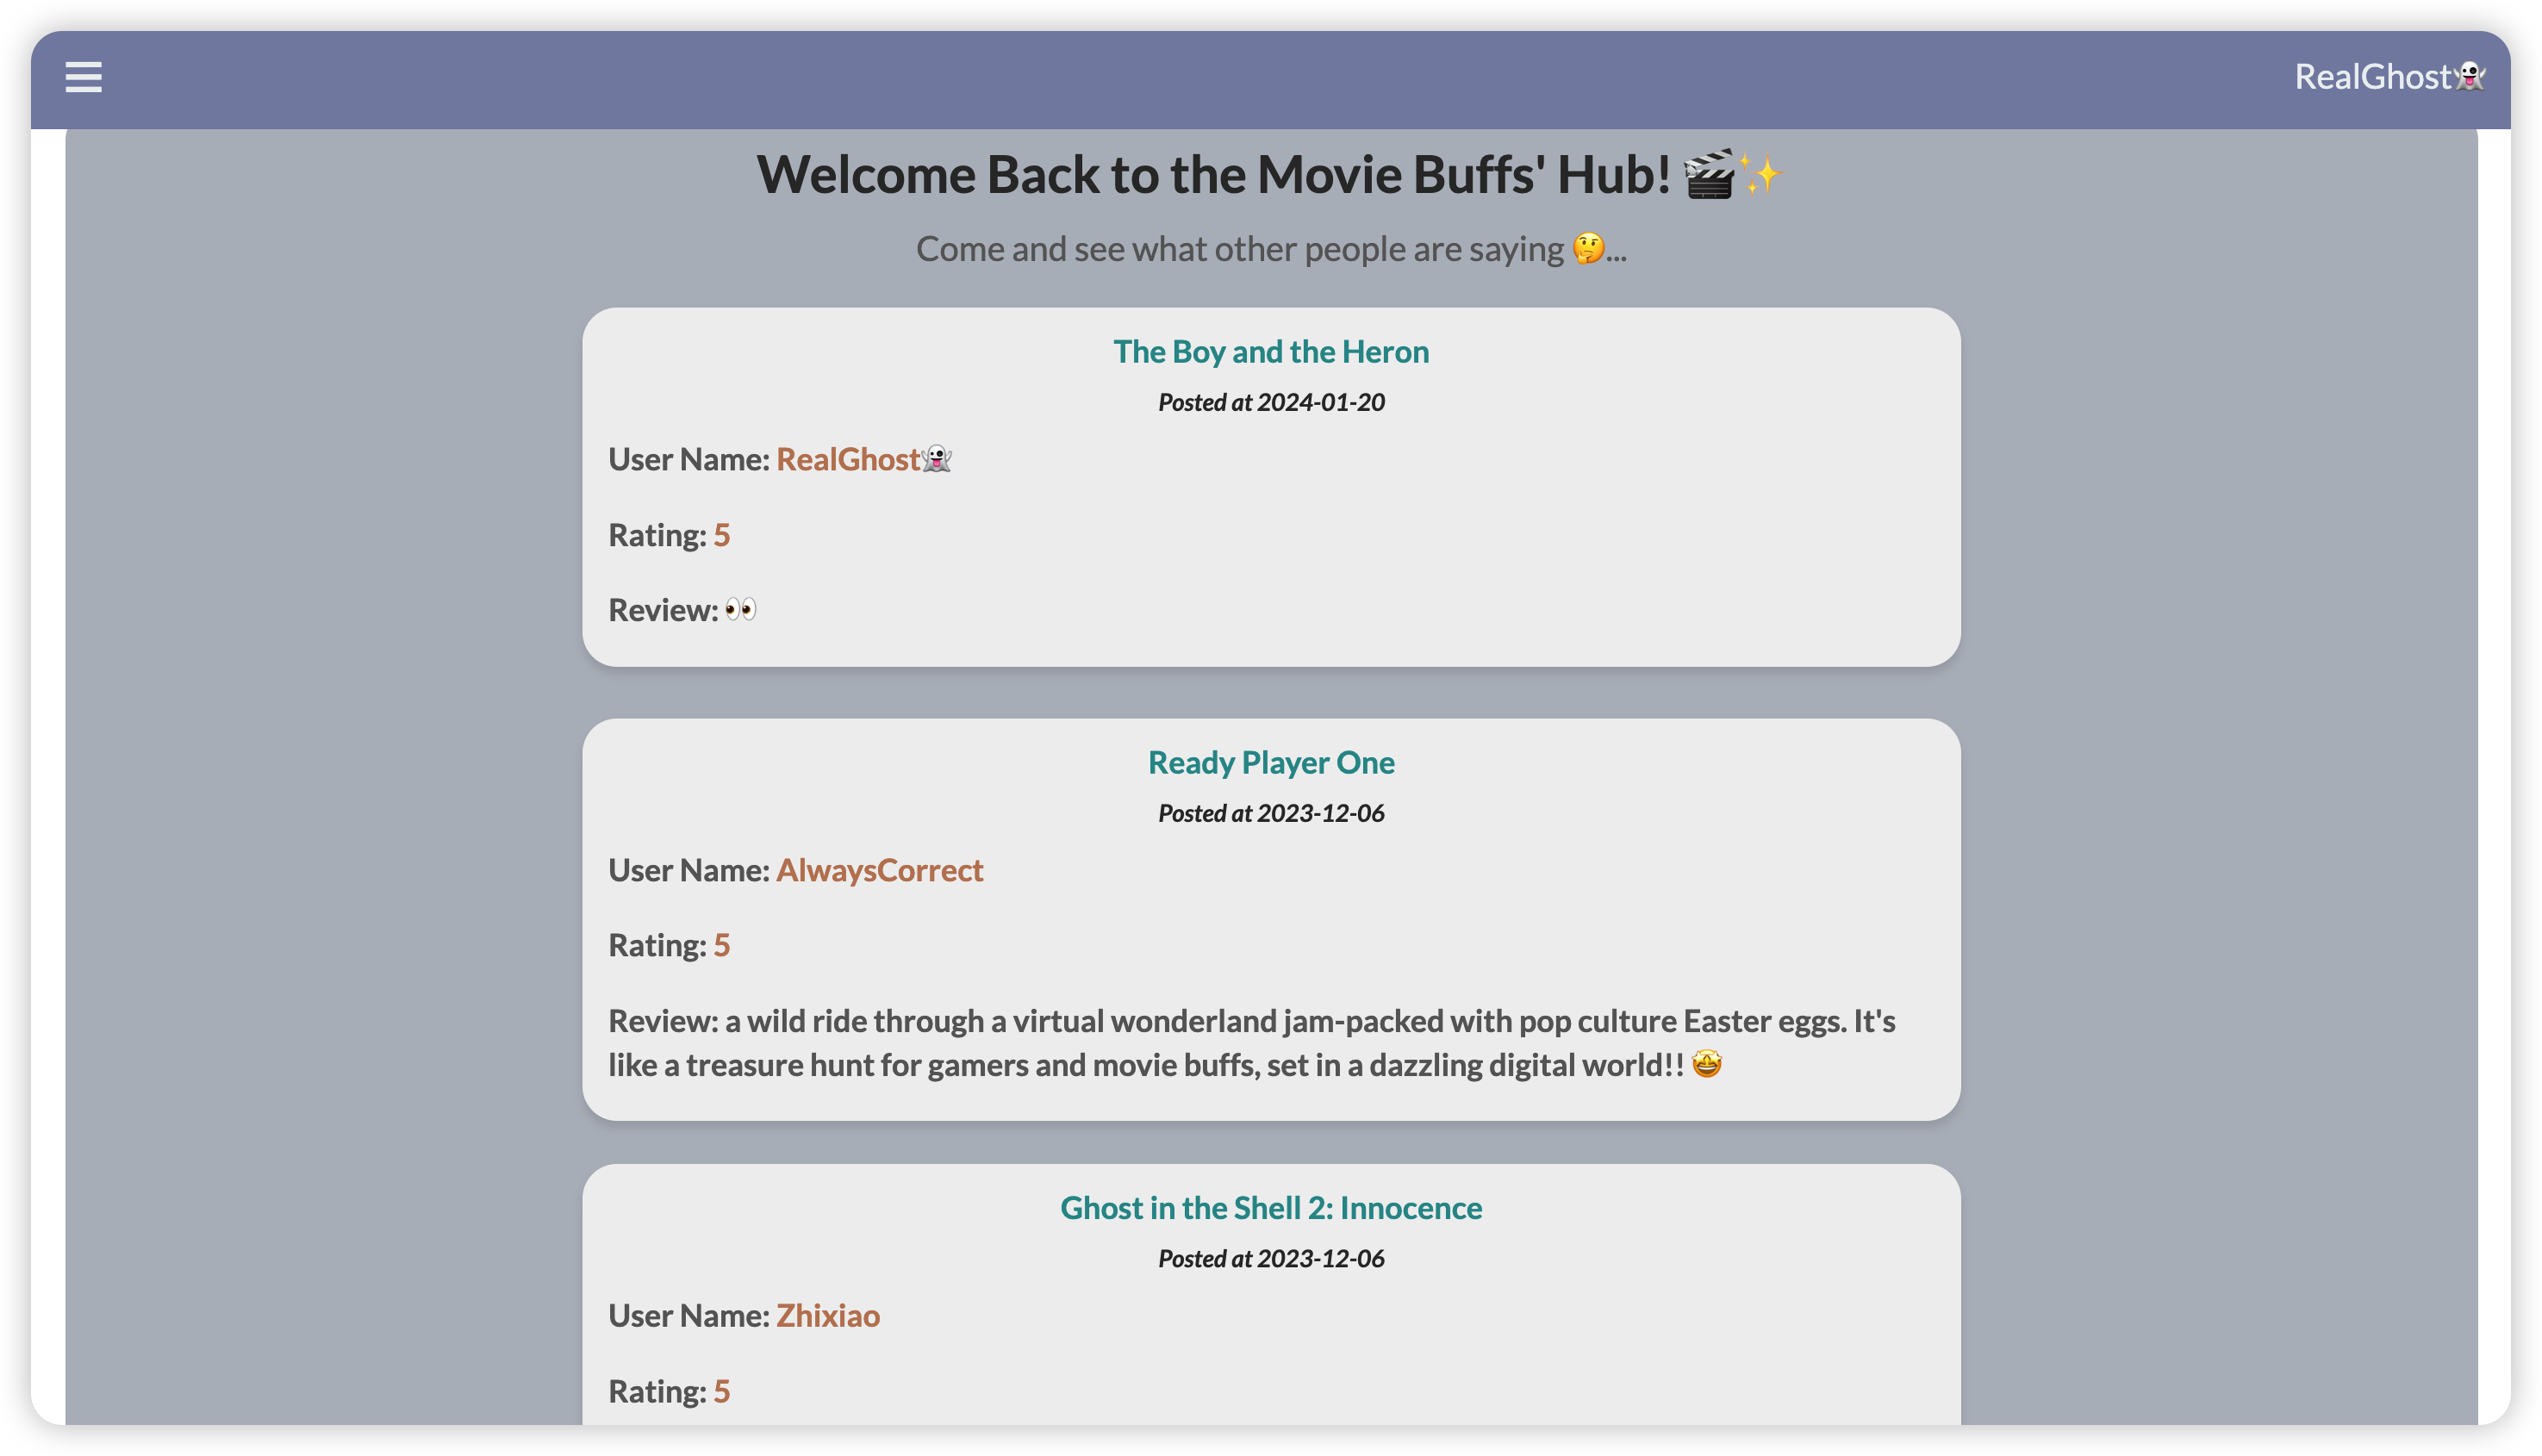 RealGhost👻
Welcome Back to the Movie Buffs' Hub! 🎬✨
Come and see what other people are saying 🤔...
The Boy and the Heron
Posted at 2024-01-20
User Name: RealGhost👻
Rating: 5
Review: 👀
Ready Player One
Posted at 2023-12-06
User Name: AlwaysCorrect
Rating: 5
Review: a wild ride through a virtual wonderland jam-packed with pop culture Easter eggs. It's
like a treasure hunt for gamers and movie buffs, set in a dazzling digital world!! 🤩
Ghost in the Shell 2: Innocence
Posted at 2023-12-06
User Name: Zhixiao
Rating: 5